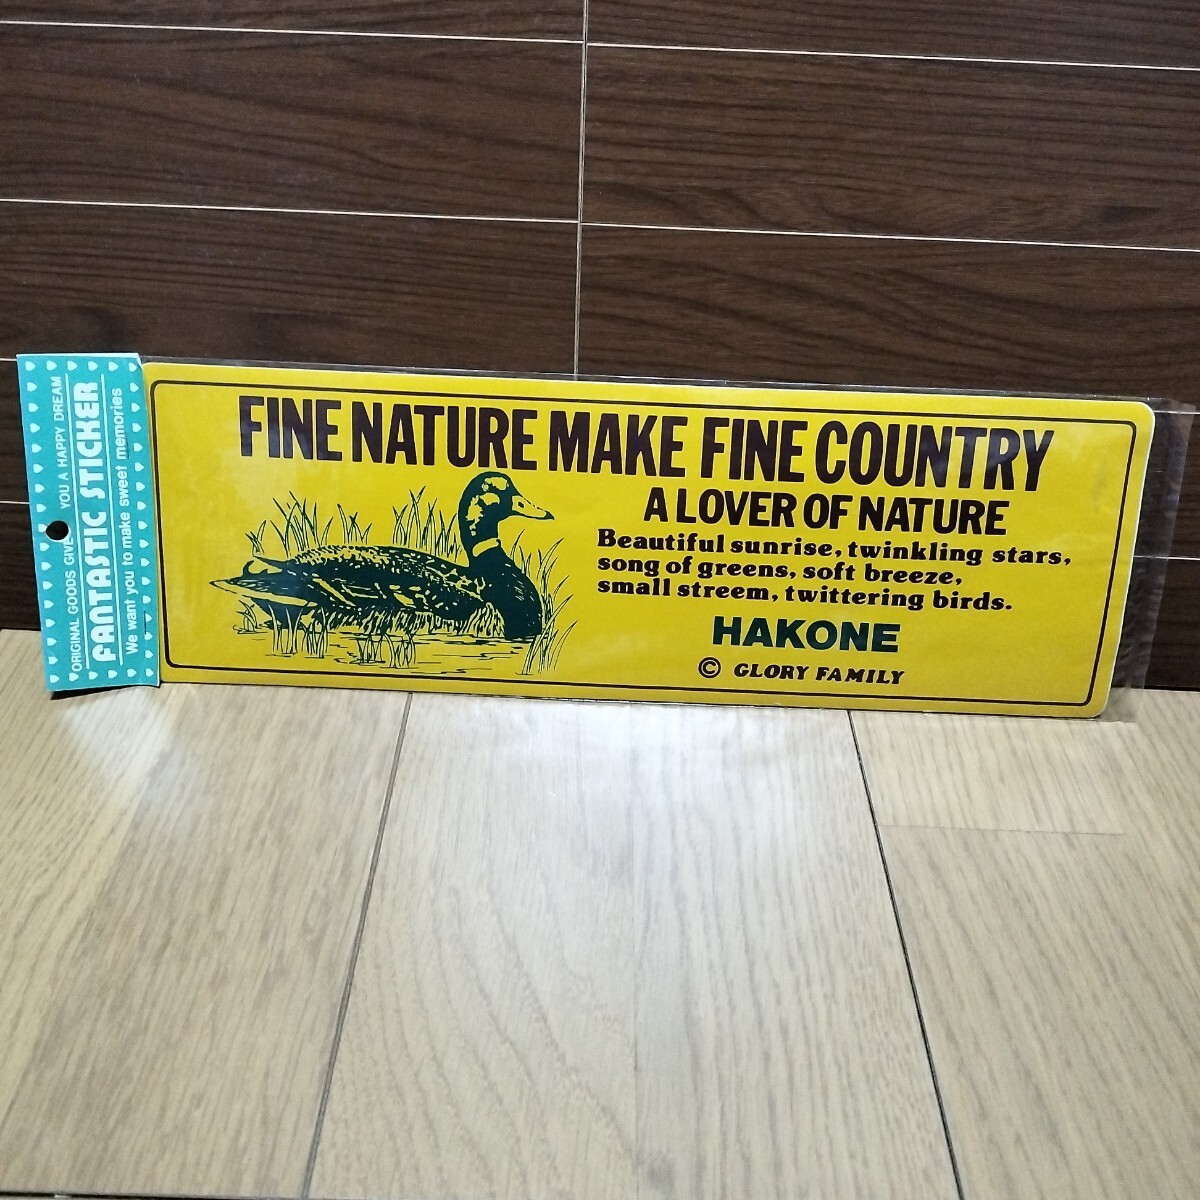 ORIGINAL GOODS GIVE YOU A HAPPY DREAM
FANTASTIC STICKER
We want you to make sweet memories
FINE NATURE MAKE FINE COUNTRY
A LOVER OF NATURE
Beautiful sunrise, twinkling stars,
song of greens, soft breeze,
small streem, twittering birds.
HAKONE
© GLORY FAMILY